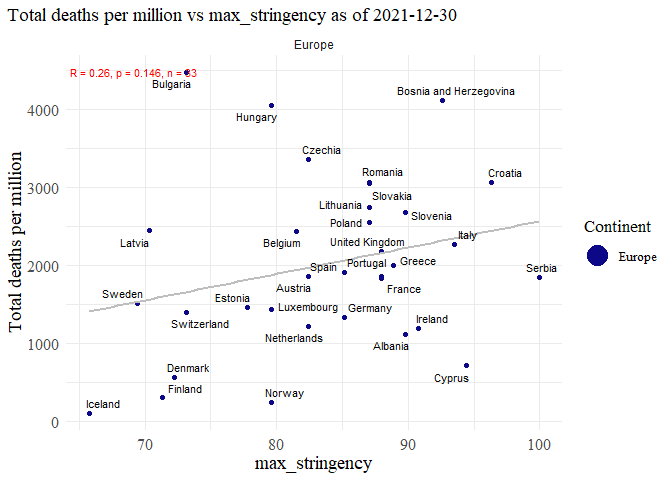 Total deaths per million vs max_stringency as of 2021-12-30
Europe
R = 0.26, p = 0.146, n = 33
Bulgaria
Bosnia and Herzegovina
4000
Hungary
Czechia
Romania
Croatia
3000
Slovakia
Lithuania
Slovenia
Poland
Continent
Latvia
Belgium
United Kingdom
Italy
Europe
2000
Spain
Portugal
Greece
Serbia
Austria
France
Sweden
Estonia
Luxembourg
Germany
Switzerland
Ireland
Netherlands
Albania
1000
Denmark
Cyprus
Finland
Iceland
Norway
0
70
80
90
100
max_stringency
Total deaths per million